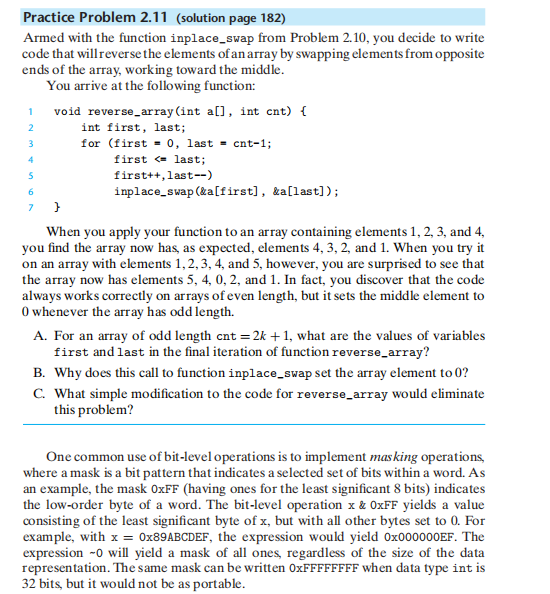 Practice Problem 2.11 (solution page 182)
Armed with the function inplace_swap from Problem 2.10, you decide to write
code that will reverse the elements of an array by swapping elements from opposite
ends of the array, working toward the middle.
You arrive at the following function:
1 void reverse_array(int a[], int cnt) {
2 int first, last;
3 for (first = 0, last = cnt-1;
4 first <= last;
5 first++,last--)
6 inplace_swap(&a[first], &a[last]);
7 }
When you apply your function to an array containing elements 1, 2, 3, and 4,
you find the array now has, as expected, elements 4, 3, 2, and 1. When you try it
on an array with elements 1, 2, 3, 4, and 5, however, you are surprised to see that
the array now has elements 5, 4, 0, 2, and 1. In fact, you discover that the code
always works correctly on arrays of even length, but it sets the middle element to
0 whenever the array has odd length.
A. For an array of odd length cnt = 2k + 1, what are the values of variables
first and last in the final iteration of function reverse_array?
B. Why does this call to function inplace_swap set the array element to 0?
C. What simple modification to the code for reverse_array would eliminate
this problem?
One common use of bit-level operations is to implement masking operations,
where a mask is a bit pattern that indicates a selected set of bits within a word. As
an example, the mask 0xFF (having ones for the least significant 8 bits) indicates
the low-order byte of a word. The bit-level operation x & 0xFF yields a value
consisting of the least significant byte of x, but with all other bytes set to 0. For
example, with x = 0x89ABCDEF, the expression would yield 0x000000EF. The
expression ~0 will yield a mask of all ones, regardless of the size of the data
representation. The same mask can be written 0xFFFFFFFF when data type int is
32 bits, but it would not be as portable.